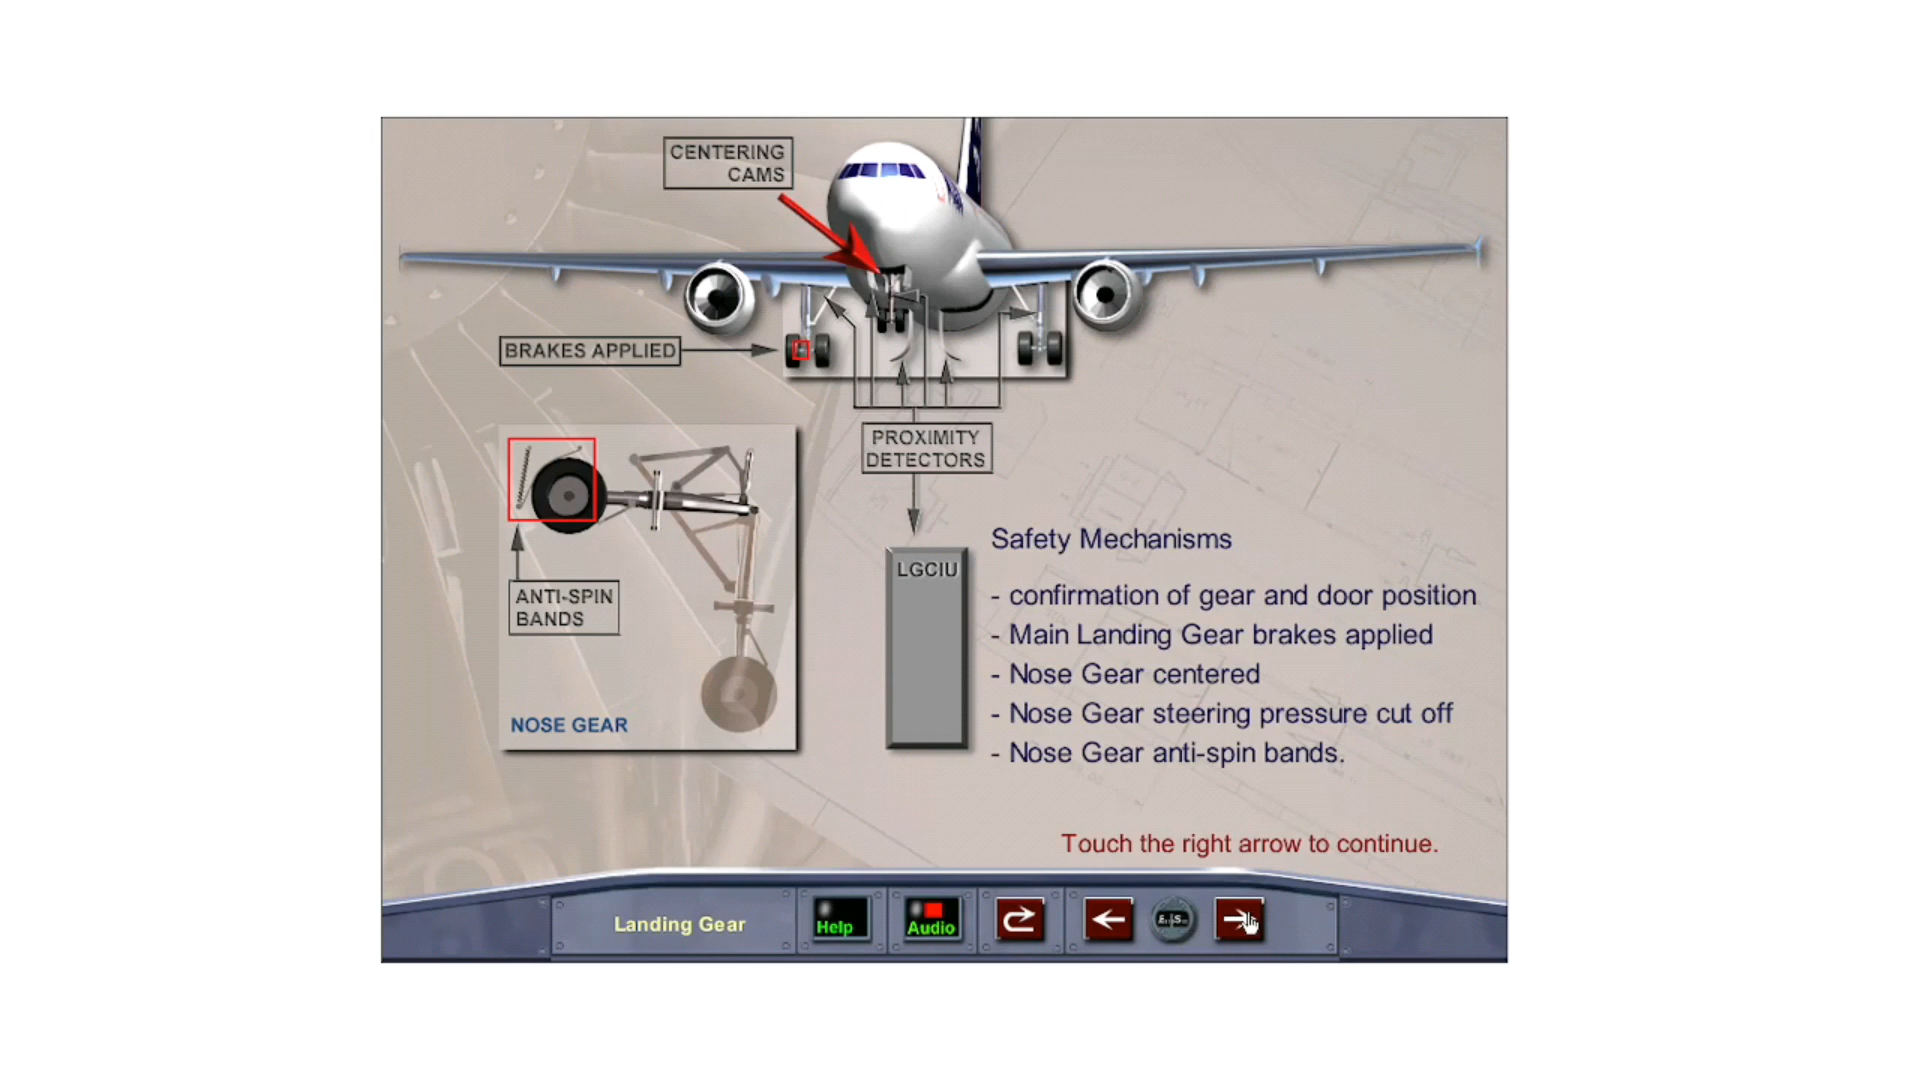 CENTERING
CAMS
BRAKES APPLIED
PROXIMITY
DETECTORS
ANTI-SPIN
BANDS
NOSE GEAR
LGCIU
Safety Mechanisms
- confirmation of gear and door position
- Main Landing Gear brakes applied
- Nose Gear centered
- Nose Gear steering pressure cut off
- Nose Gear anti-spin bands.
Touch the right arrow to continue.
Landing Gear
Help
Audio